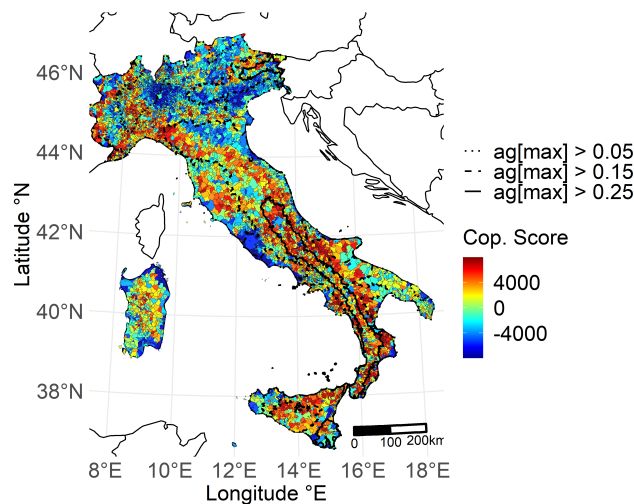 46°N
44°N
42°N
40°N
38°N
8°E
10°E
12°E
14°E
16°E
18°E
Latitude °N
Longitude °E
0 100 200km
ag[max] > 0.05
ag[max] > 0.15
ag[max] > 0.25
Cop. Score
4000
0
-4000